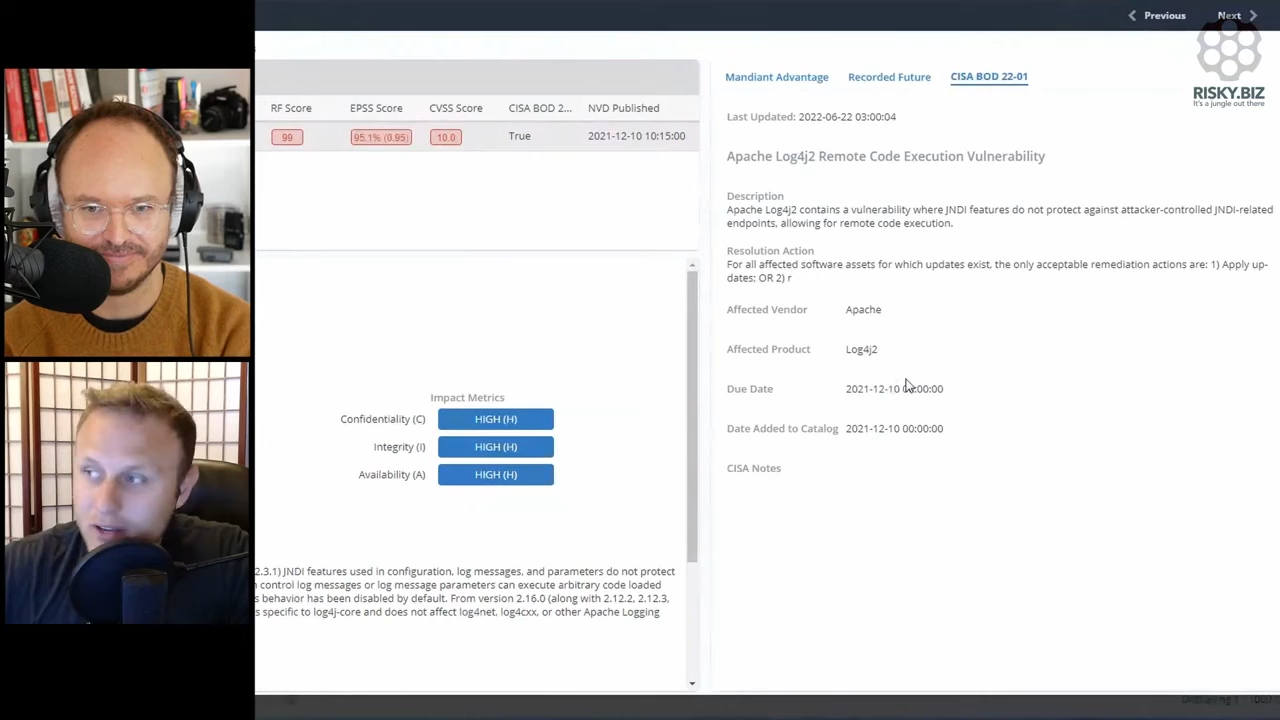 Previous
Next
RISKY.BIZ
It's a jungle out there
Mandiant Advantage
Recorded Future
CISA BOD 22-01
RF Score
EPSS Score
CVSS Score
CISA BOD 2...
NVD Published
99
95.1% (0.95)
10.0
True
2021-12-10 10:15:00
Last Updated: 2022-06-22 03:00:04
Apache Log4j2 Remote Code Execution Vulnerability
Description
Apache Log4j2 contains a vulnerability where JNDI features do not protect against attacker-controlled JNDI-related
endpoints, allowing for remote code execution.
Resolution Action
For all affected software assets for which updates exist, the only acceptable remediation actions are: 1) Apply up-
dates; OR 2) r
Affected Vendor
Apache
Affected Product
Log4j2
Due Date
2021-12-10 :00:00
Date Added to Catalog
2021-12-10 00:00:00
CISA Notes
Impact Metrics
Confidentiality (C)
HIGH (H)
Integrity (I)
HIGH (H)
Availability (A)
HIGH (H)
2.3.1) JNDI features used in configuration, log messages, and parameters do not protect
control log messages or log message parameters can execute arbitrary code loaded
s behavior has been disabled by default. From version 2.16.0 (along with 2.12.2, 2.12.3,
s specific to log4j-core and does not affect log4net, log4cxx, or other Apache Logging